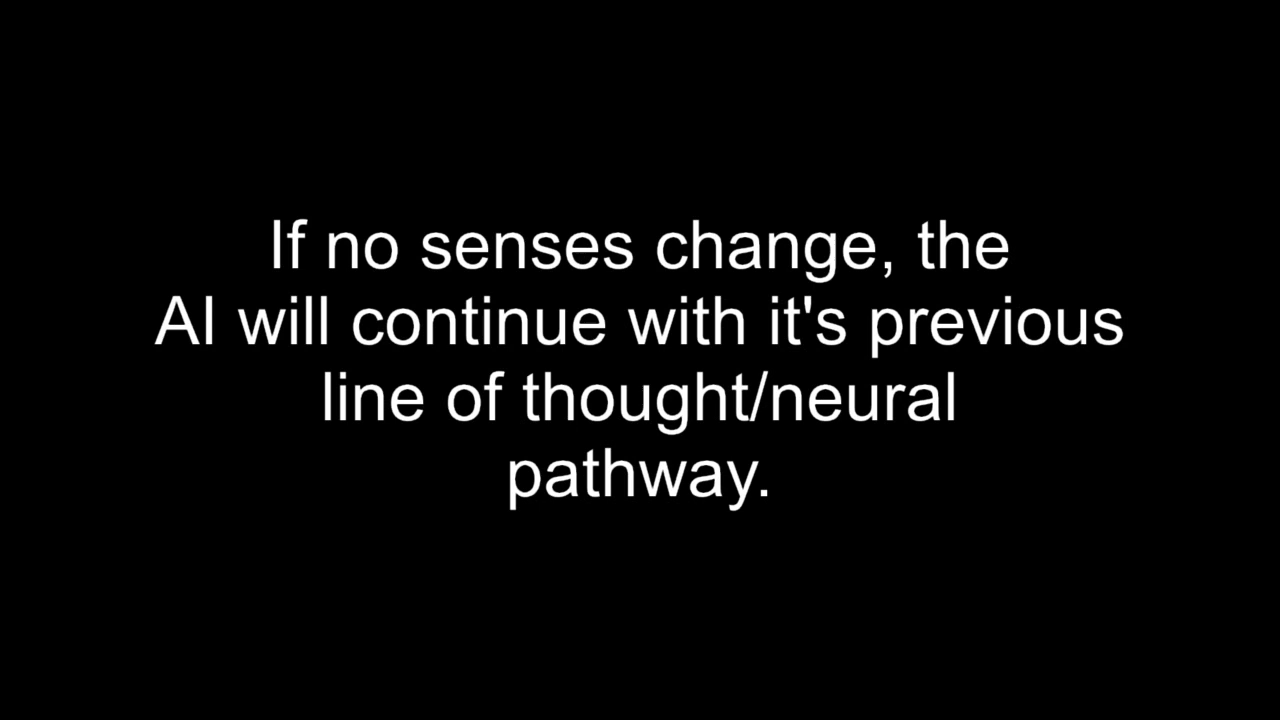 If no senses change, the
AI will continue with it's previous
line of thought/neural
pathway.